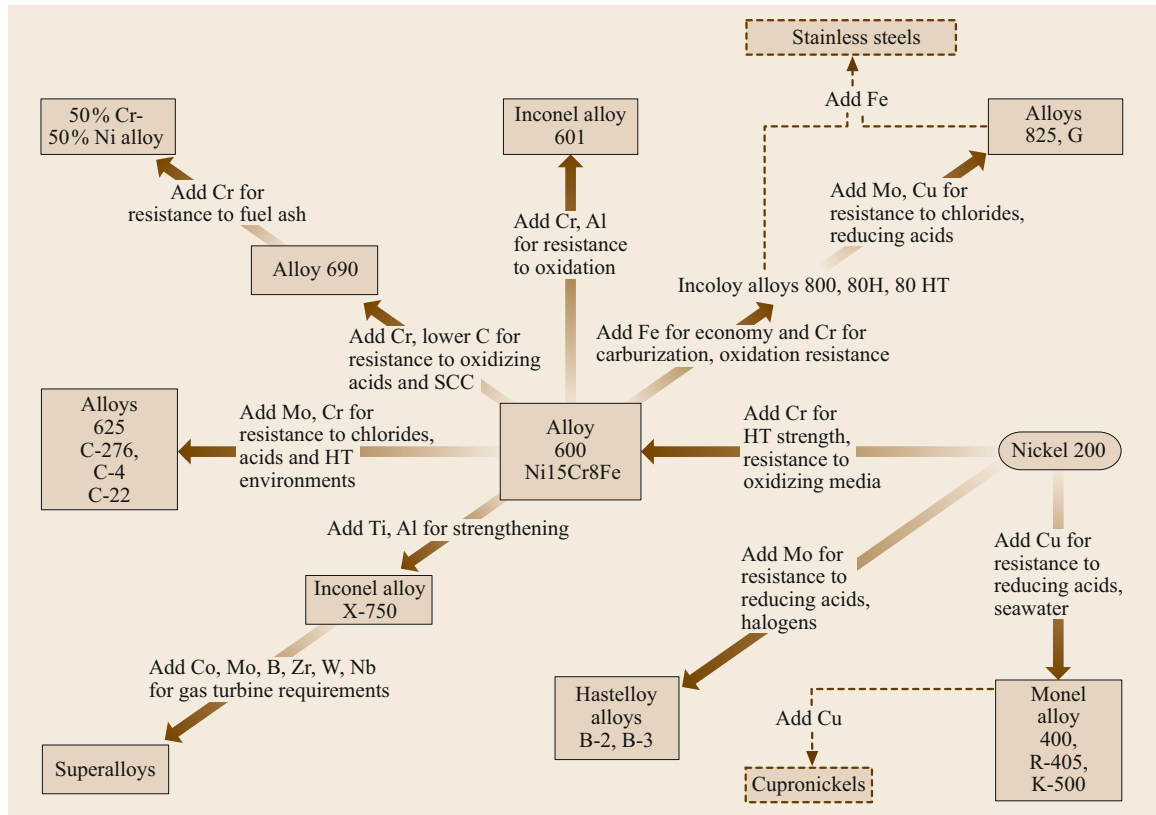 Stainless steels
Add Fe
50% Cr-
50% Ni alloy
Inconel alloy
601
Alloys
825, G
Add Cr for
resistance to fuel ash
Add Cr, Al
for resistance
to oxidation
Add Mo, Cu for
resistance to chlorides,
reducing acids
Alloy 690
Incoloy alloys 800, 80H, 80 HT
Add Cr, lower C for
resistance to oxidizing
acids and SCC
Add Fe for economy and Cr for
carburization, oxidation resistance
Alloys
625
C-276,
C-4
C-22
Add Mo, Cr for
resistance to chlorides,
acids and HT
environments
Alloy
600
Ni15Cr8Fe
Add Cr for
HT strength,
resistance to
oxidizing media
Nickel 200
Add Ti, Al for strengthening
Add Mo for
resistance to
reducing acids,
halogens
Add Cu for
resistance to
reducing acids,
seawater
Inconel alloy
X-750
Add Co, Mo, B, Zr, W, Nb
for gas turbine requirements
Hastelloy
alloys
B-2, B-3
Add Cu
Monel
alloy
400,
R-405,
K-500
Superalloys
Cupronickels